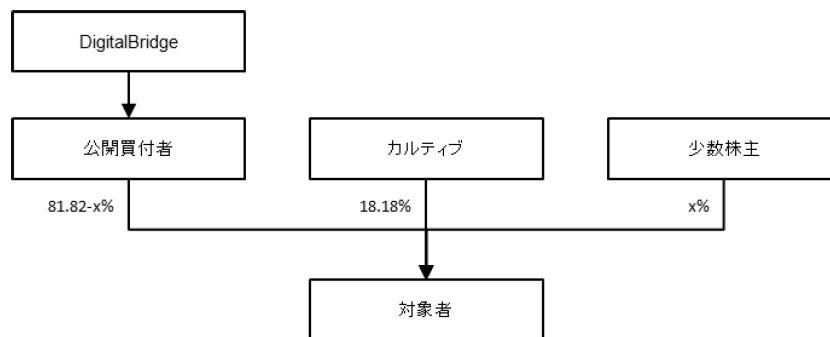 DigitalBridge
公開買付者
カルティブ
少数株主
81.82-x%
18.18%
x%
対象者